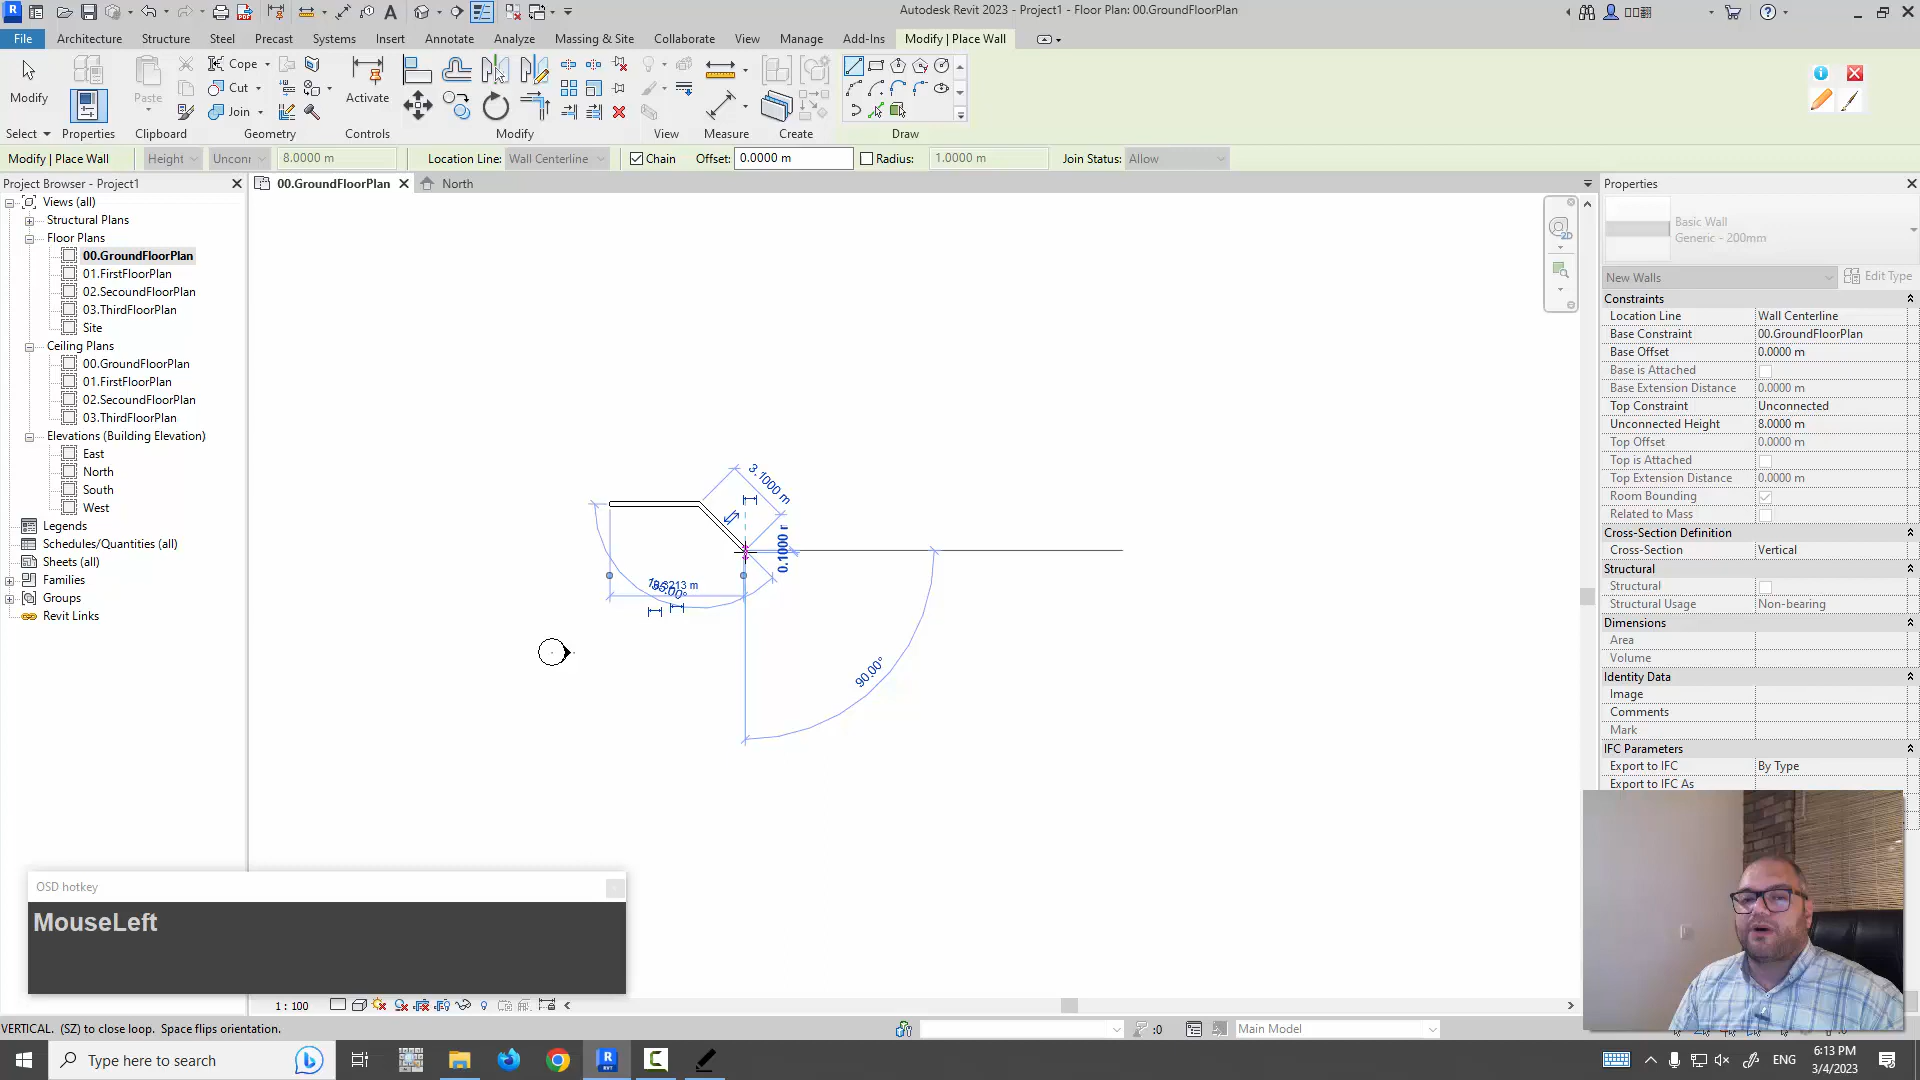 Autodesk Revit 2023 - Project1 - Floor Plan: 00.GroundFloorPlan
File
Architecture
Structure
Steel
Precast
Systems
Insert
Annotate
Analyze
Massing & Site
Collaborate
View
Manage
Add-Ins
Modify | Place Wall
Modify
Paste
Cope
Cut
Join
Activate
Select
Properties
Clipboard
Geometry
Controls
Modify
View
Measure
Create
Draw
Modify | Place Wall
Height
Uncon
8.0000 m
Location Line:
Wall Centerline
Chain
Offset:
0.0000 m
Radius:
1.0000 m
Join Status:
Allow
Project Browser - Project1
Views (all)
Structural Plans
Floor Plans
00.GroundFloorPlan
01.FirstFloorPlan
02.SecoundFloorPlan
03.ThirdFloorPlan
Site
Ceiling Plans
00.GroundFloorPlan
01.FirstFloorPlan
02.SecoundFloorPlan
03.ThirdFloorPlan
Elevations (Building Elevation)
East
North
South
West
Legends
Schedules/Quantities (all)
Sheets (all)
Families
Groups
Revit Links
00.GroundFloorPlan
North
3.1000 m
0.1000
90.00°
2D
Properties
Basic Wall
Generic - 200mm
New Walls
Edit Type
Constraints
Location Line Wall Centerline
Base Constraint 00.GroundFloorPlan
Base Offset 0.0000 m
Base is Attached
Base Extension Distance 0.0000 m
Top Constraint Unconnected
Unconnected Height 8.0000 m
Top Offset 0.0000 m
Top is Attached
Top Extension Distance 0.0000 m
Room Bounding
Related to Mass
Cross-Section Definition
Cross-Section Vertical
Structural
Structural
Structural Usage Non-bearing
Dimensions
Area
Volume
Identity Data
Image
Comments
Mark
IFC Parameters
Export to IFC By Type
Export to IFC As
OSD hotkey
MouseLeft
1 : 100
VERTICAL. (SZ) to close loop. Space flips orientation.
:0
Main Model
Type here to search
ENG
6:13 PM
3/4/2023